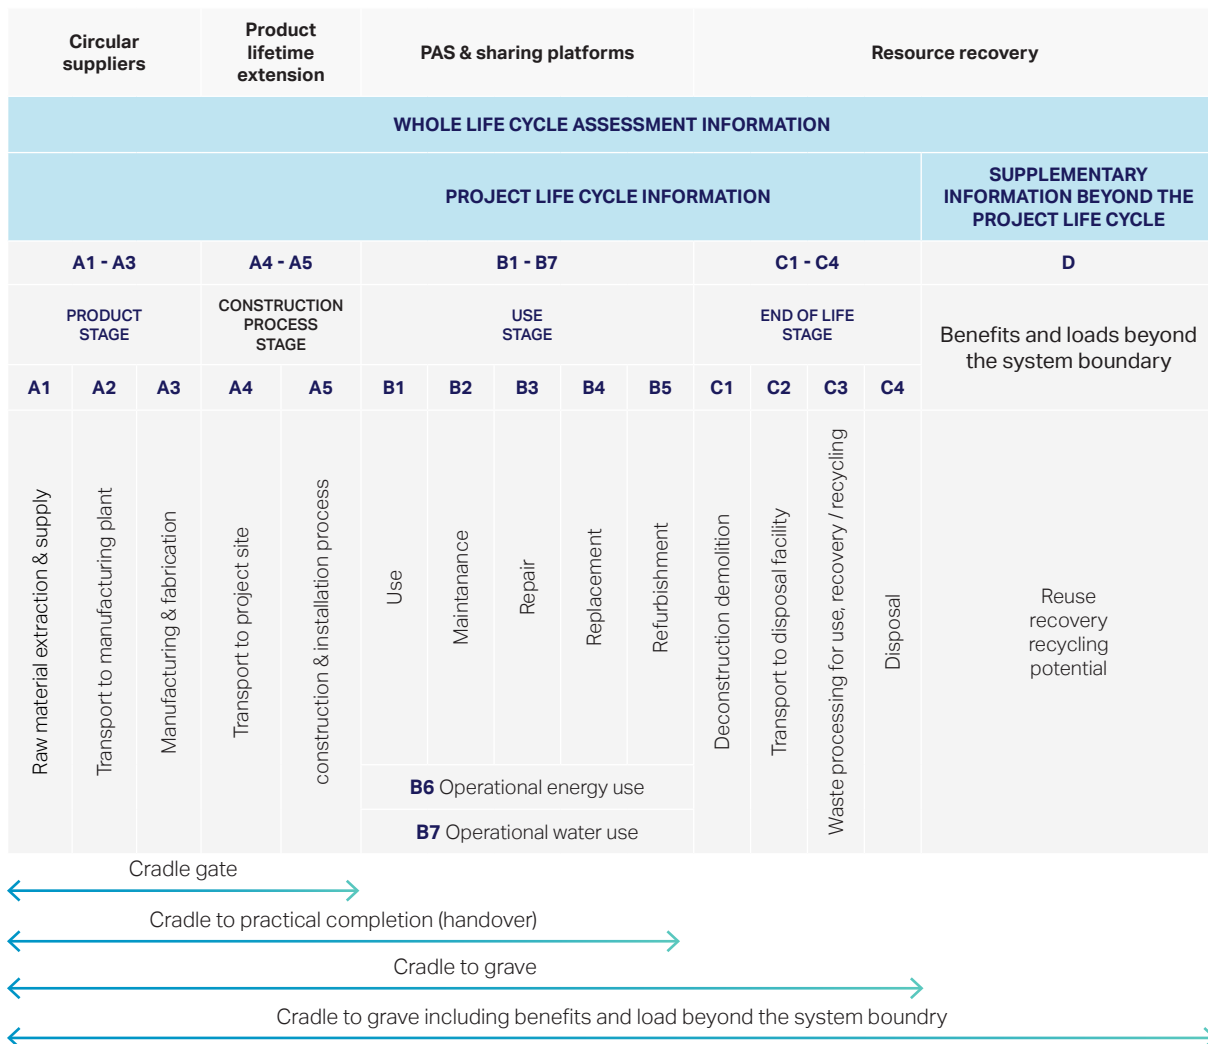 Circular
suppliers
Product
lifetime
extension
PAS & sharing platforms
Resource recovery
WHOLE LIFE CYCLE ASSESSMENT INFORMATION
PROJECT LIFE CYCLE INFORMATION
SUPPLEMENTARY
INFORMATION BEYOND THE
PROJECT LIFE CYCLE
A1 - A3
A4 - A5
B1 - B7
C1 - C4
D
PRODUCT
STAGE
CONSTRUCTION
PROCESS
STAGE
USE
STAGE
END OF LIFE
STAGE
Benefits and loads beyond
the system boundary
A1
A2
A3
A4
A5
B1
B2
B3
B4
B5
C1
C2
C3
C4
Raw material extraction & supply
Transport to manufacturing plant
Manufacturing & fabrication
Transport to project site
construction & installation process
Use
Maintanance
Repair
Replacement
Refurbishment
Deconstruction demolition
Transport to disposal facility
Waste processing for use, recovery / recycling
Disposal
Reuse
recovery
recycling
potential
B6 Operational energy use
B7 Operational water use
Cradle gate
Cradle to practical completion (handover)
Cradle to grave
Cradle to grave including benefits and load beyond the system boundry